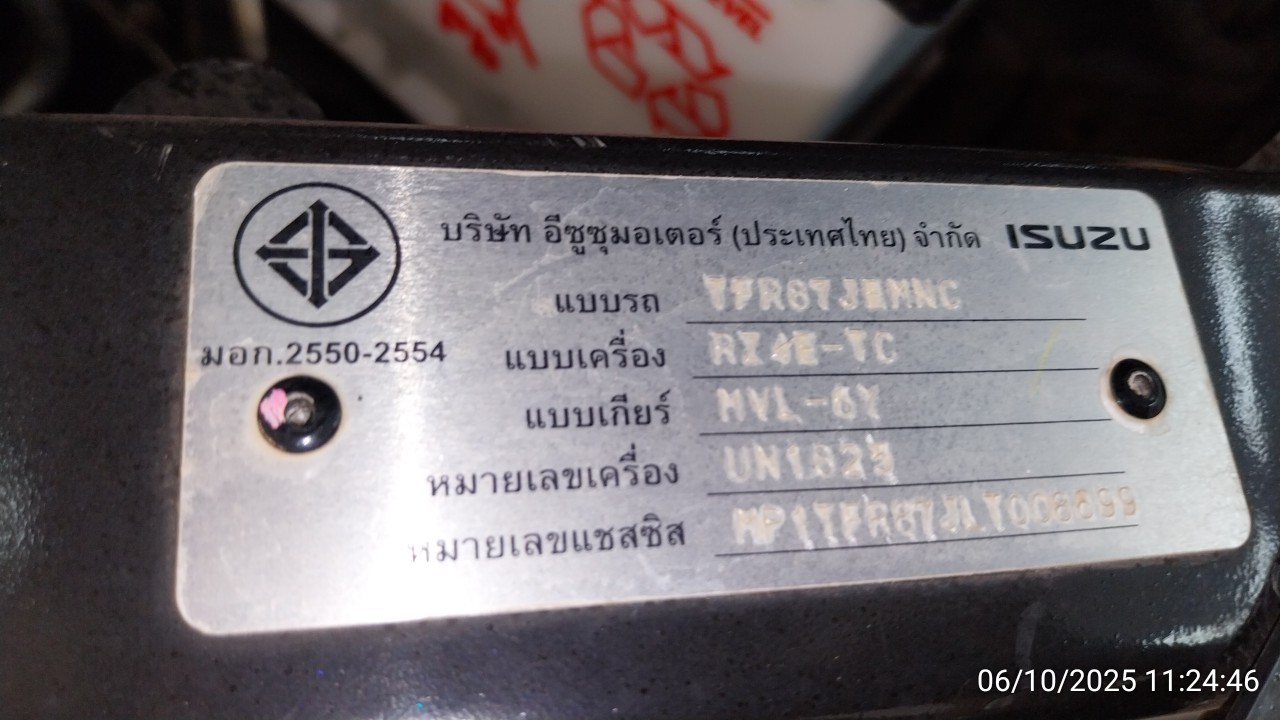 บริษัท อีซูซุมอเตอร์ (ประเทศไทย) จำกัด ISUZU
แบบรถ TFR87JEMNC
มอก.2550-2554 แบบเครื่อง RZ4E-TC
แบบเกียร์ MVL-6Y
หมายเลขเครื่อง UN1823
หมายเลขแชสซิส MP1TFR87JLT006699
06/10/2025 11:24:46